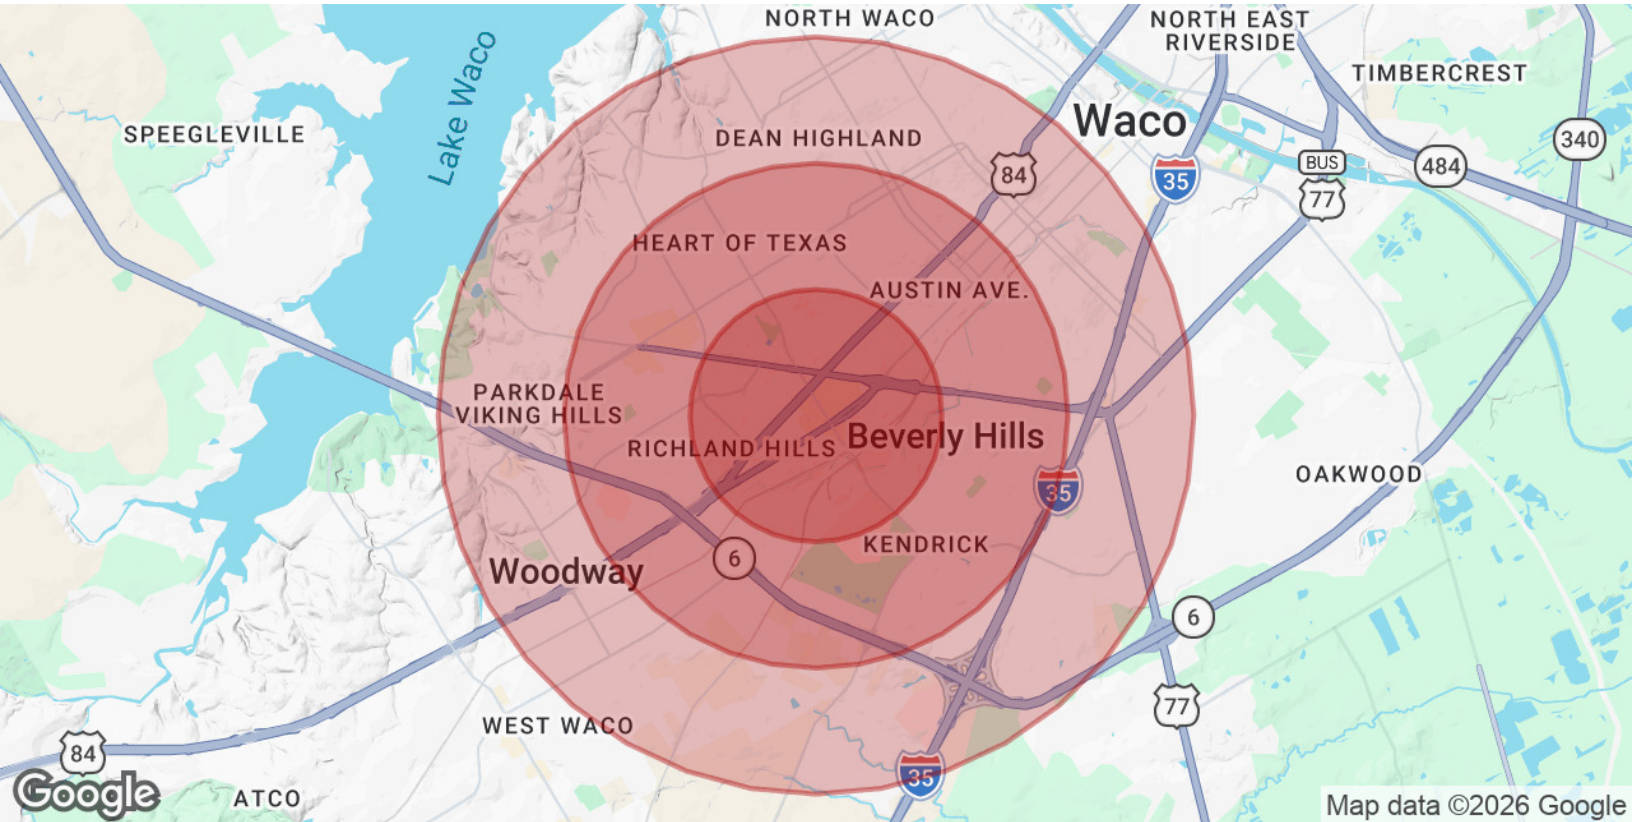 NORTH WACO
NORTH EAST
RIVERSIDE
TIMBERCREST
Lake Waco
SPEEGLEVILLE
Waco
DEAN HIGHLAND
340
BUS
484
84
35
77
HEART OF TEXAS
AUSTIN AVE.
PARKDALE
VIKING HILLS
RICHLAND HILLS
Beverly Hills
OAKWOOD
35
KENDRICK
6
Woodway
6
77
WEST WACO
84
35
Google
ATCO
Map data ©2026 Google